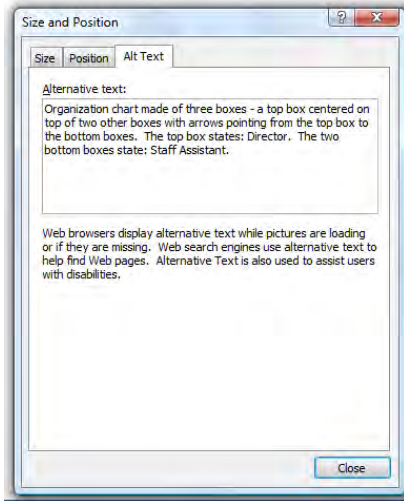 Size and Position
Size Position Alt Text
Alternative text:
Organization chart made of three boxes - a top box centered on
top of two other boxes with arrows pointing from the top box to
the bottom boxes.  The top box states: Director.  The two
bottom boxes state: Staff Assistant.
Web browsers display alternative text while pictures are loading
or if they are missing.  Web search engines use alternative text to
help find Web pages.  Alternative Text is also used to assist users
with disabilities.
Close